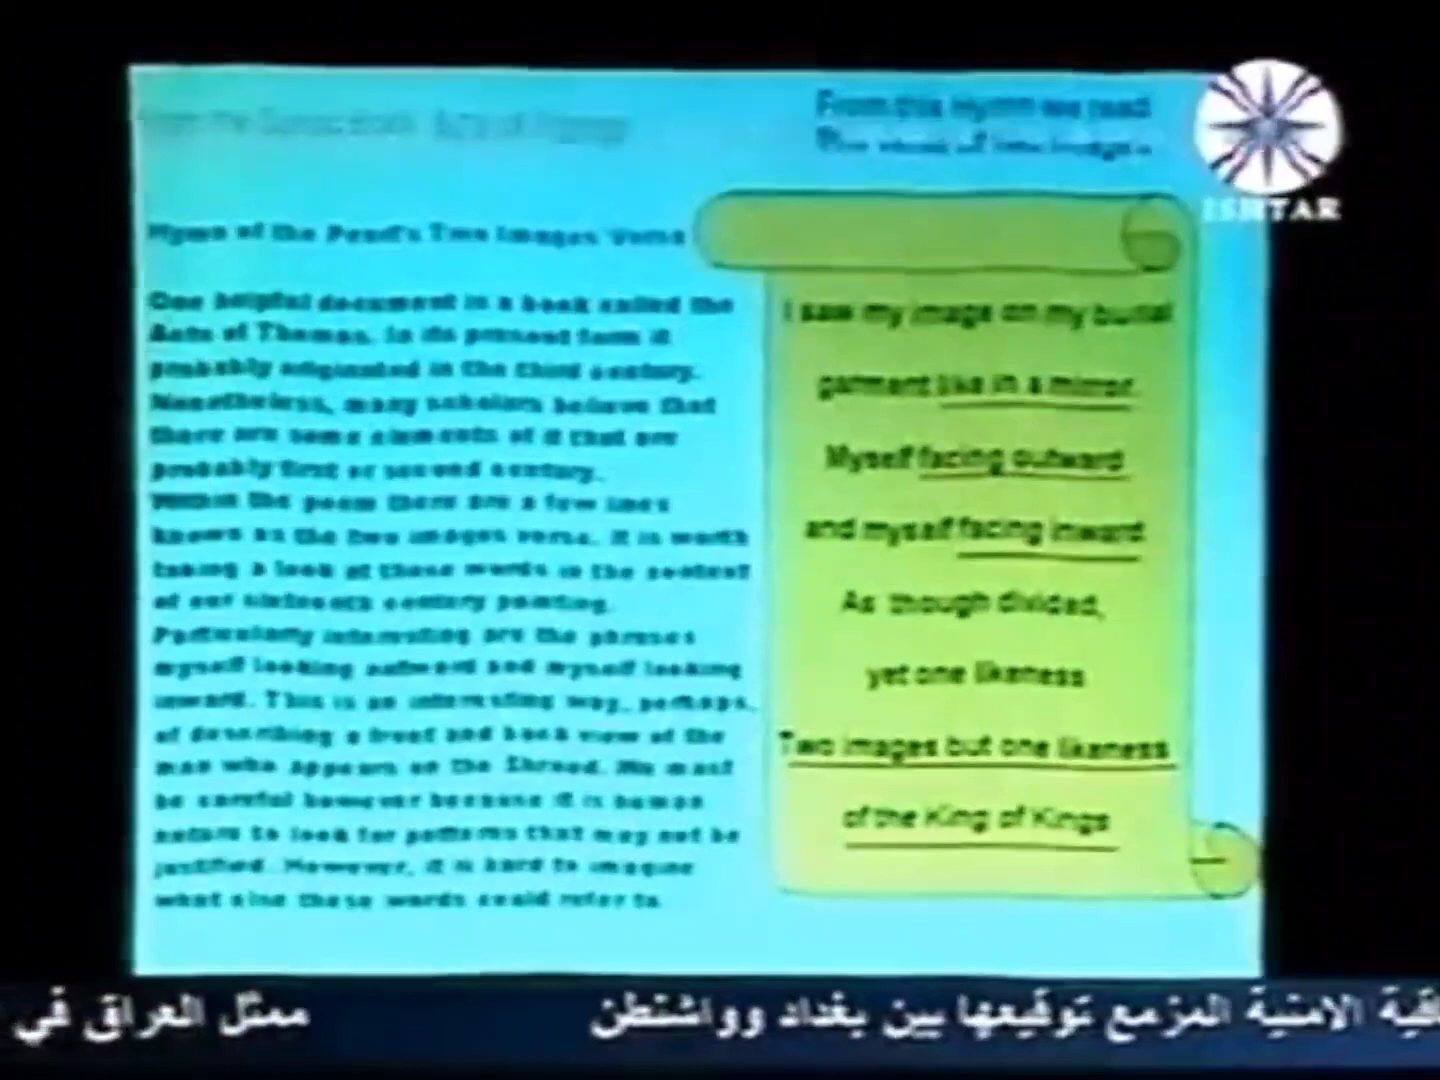 From this Hymn we read
ISHTAR
Hymn of the Pearl's Two Images Verse
One helpful document is a book called the
Acts of Thomas. In its present form it
probably originated in the third century.
Nonetheless, many scholars believe that
there are some elements of it that are
probably first or second century.
Within the poem there are a few lines
known as the two images verse. It is worth
taking a look at these words in the context
of our sixteenth century painting.
Particularly interesting are the phrases
myself looking outward and myself looking
inward. This is an interesting way, perhaps,
of describing a front and back view of the
man who appears on the Shroud. We must
be careful however because it is human
nature to look for patterns that may not be
justified. However, it is hard to imagine
what else these words could refer to.
I saw my image on my burial
garment like in a mirror
Myself facing outward
and myself facing inward
As though divided,
yet one likeness
Two images but one likeness
of the King of Kings
اقية الامنية المزمع توقيعها بين بغداد وواشنطن
ممثل العراق في